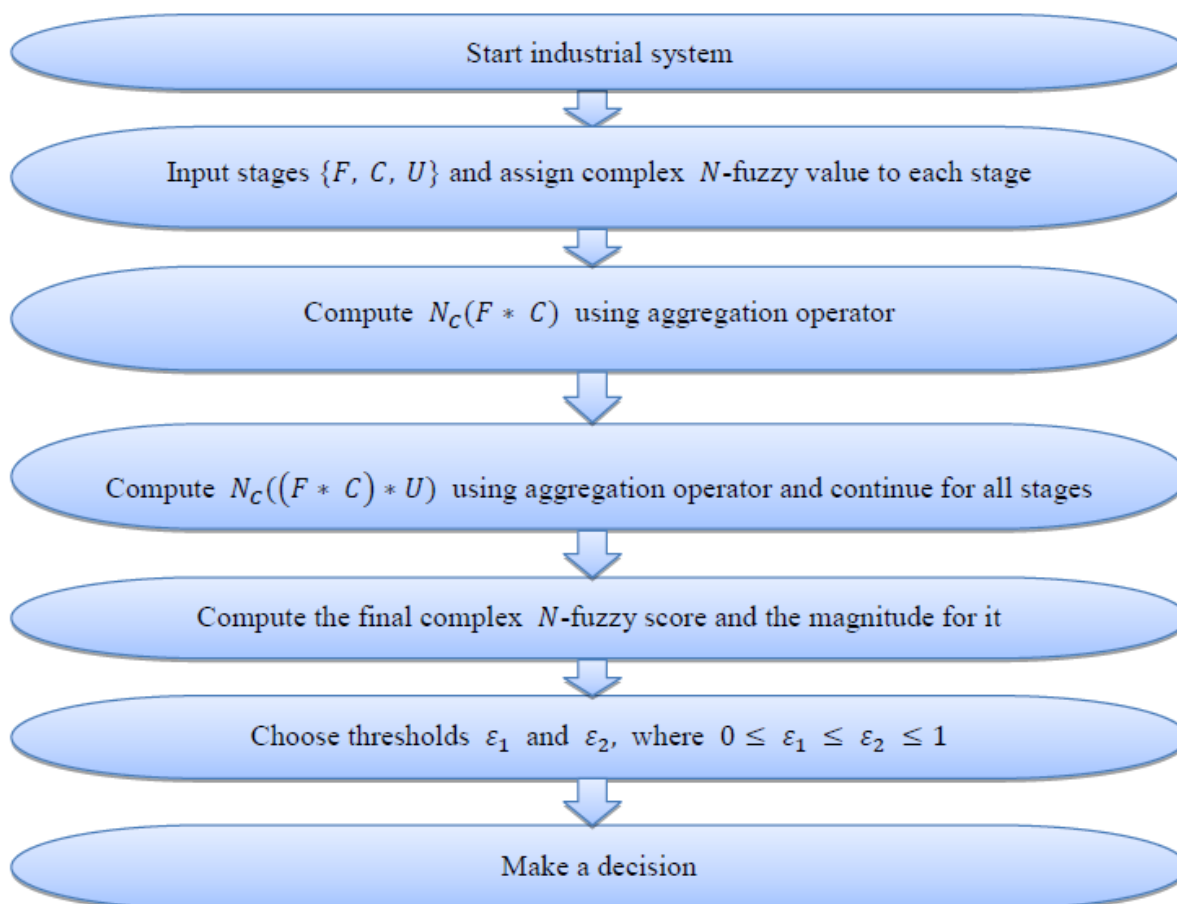 Start industrial system
Input stages {F, C, U} and assign complex N-fuzzy value to each stage
Compute N_C(F * C) using aggregation operator
Compute N_C((F * C) * U) using aggregation operator and continue for all stages
Compute the final complex N-fuzzy score and the magnitude for it
Choose thresholds ε₁ and ε₂, where 0 ≤ ε₁ ≤ ε₂ ≤ 1
Make a decision